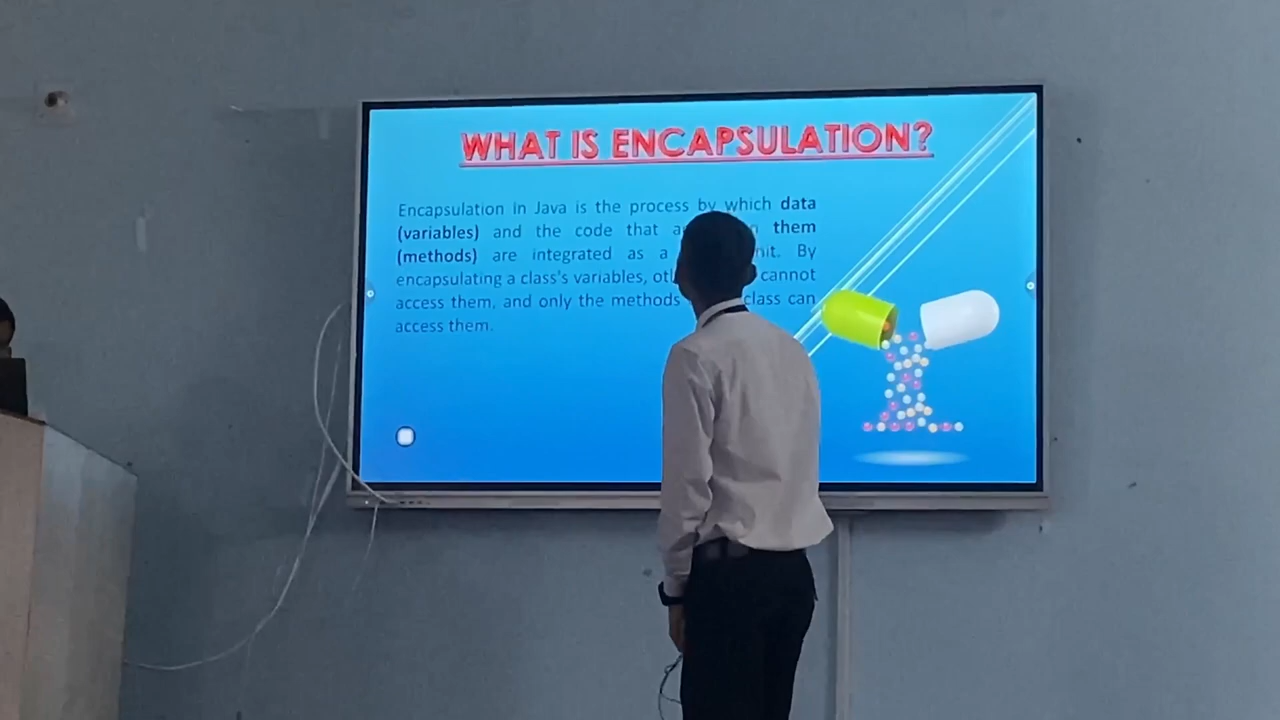 WHAT IS ENCAPSULATION?
Encapsulation in Java is the process by which data
(variables) and the code that them
(methods) are integrated as a By
encapsulating a class's variables, cannot
access them, and only the methods class can
access them.